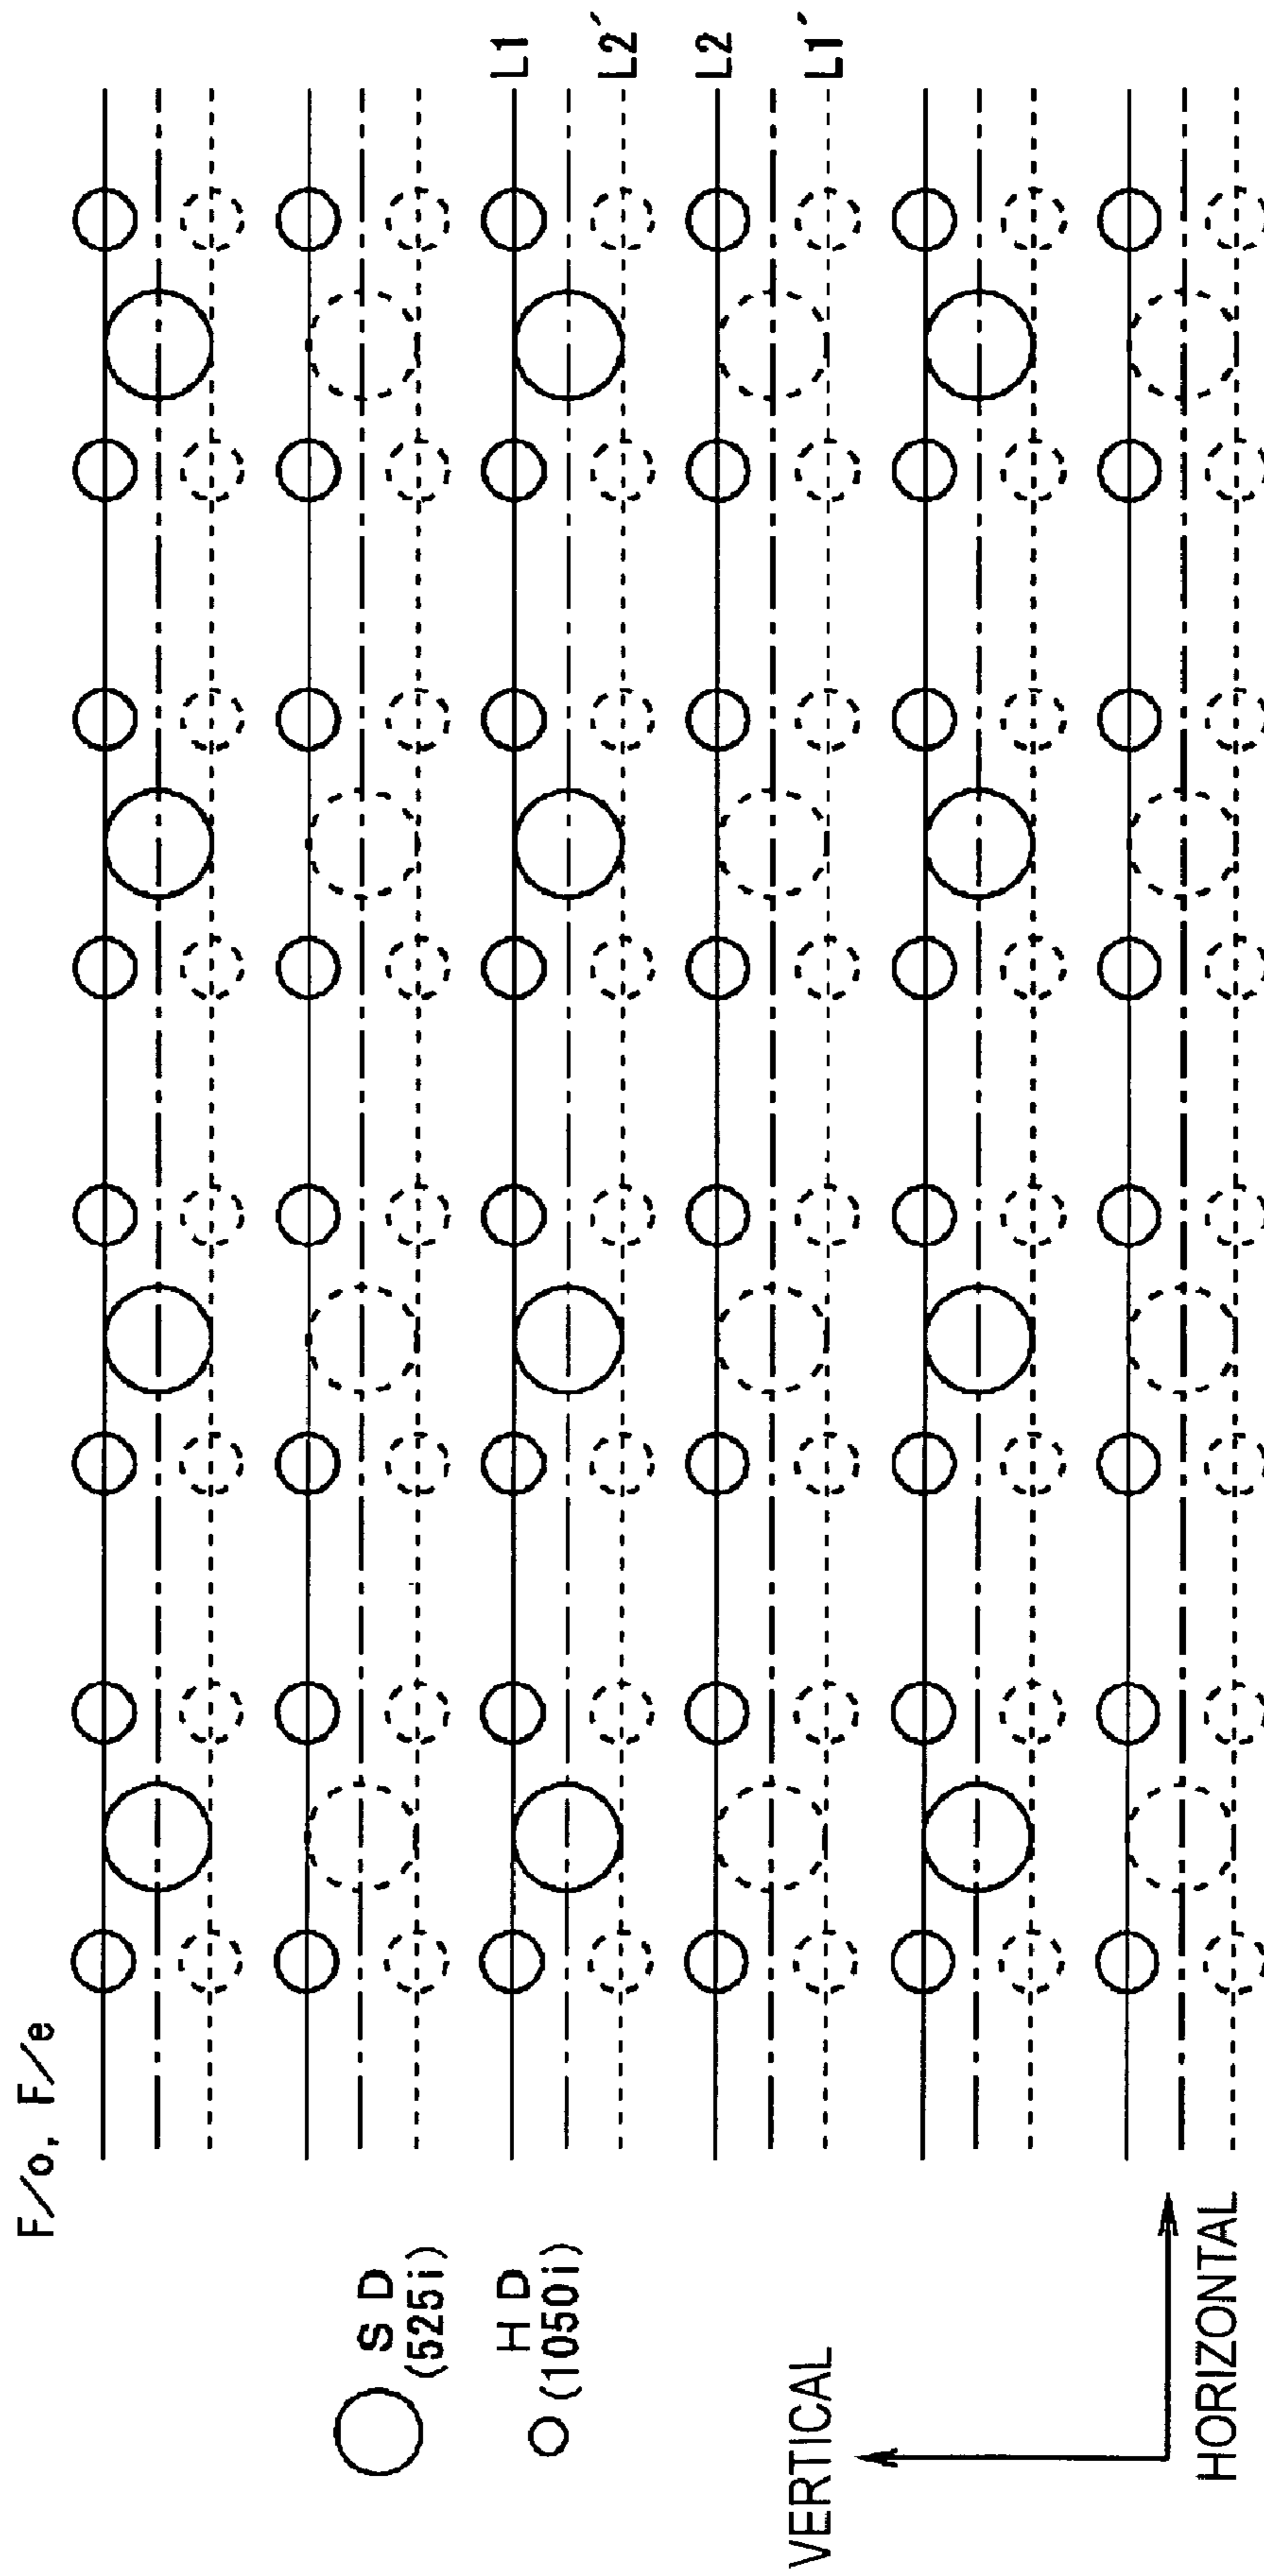 F/o, F/e
SD
(525i)
HD
(1050i)
VERTICAL
HORIZONTAL
L1
L2´
L2
L1´